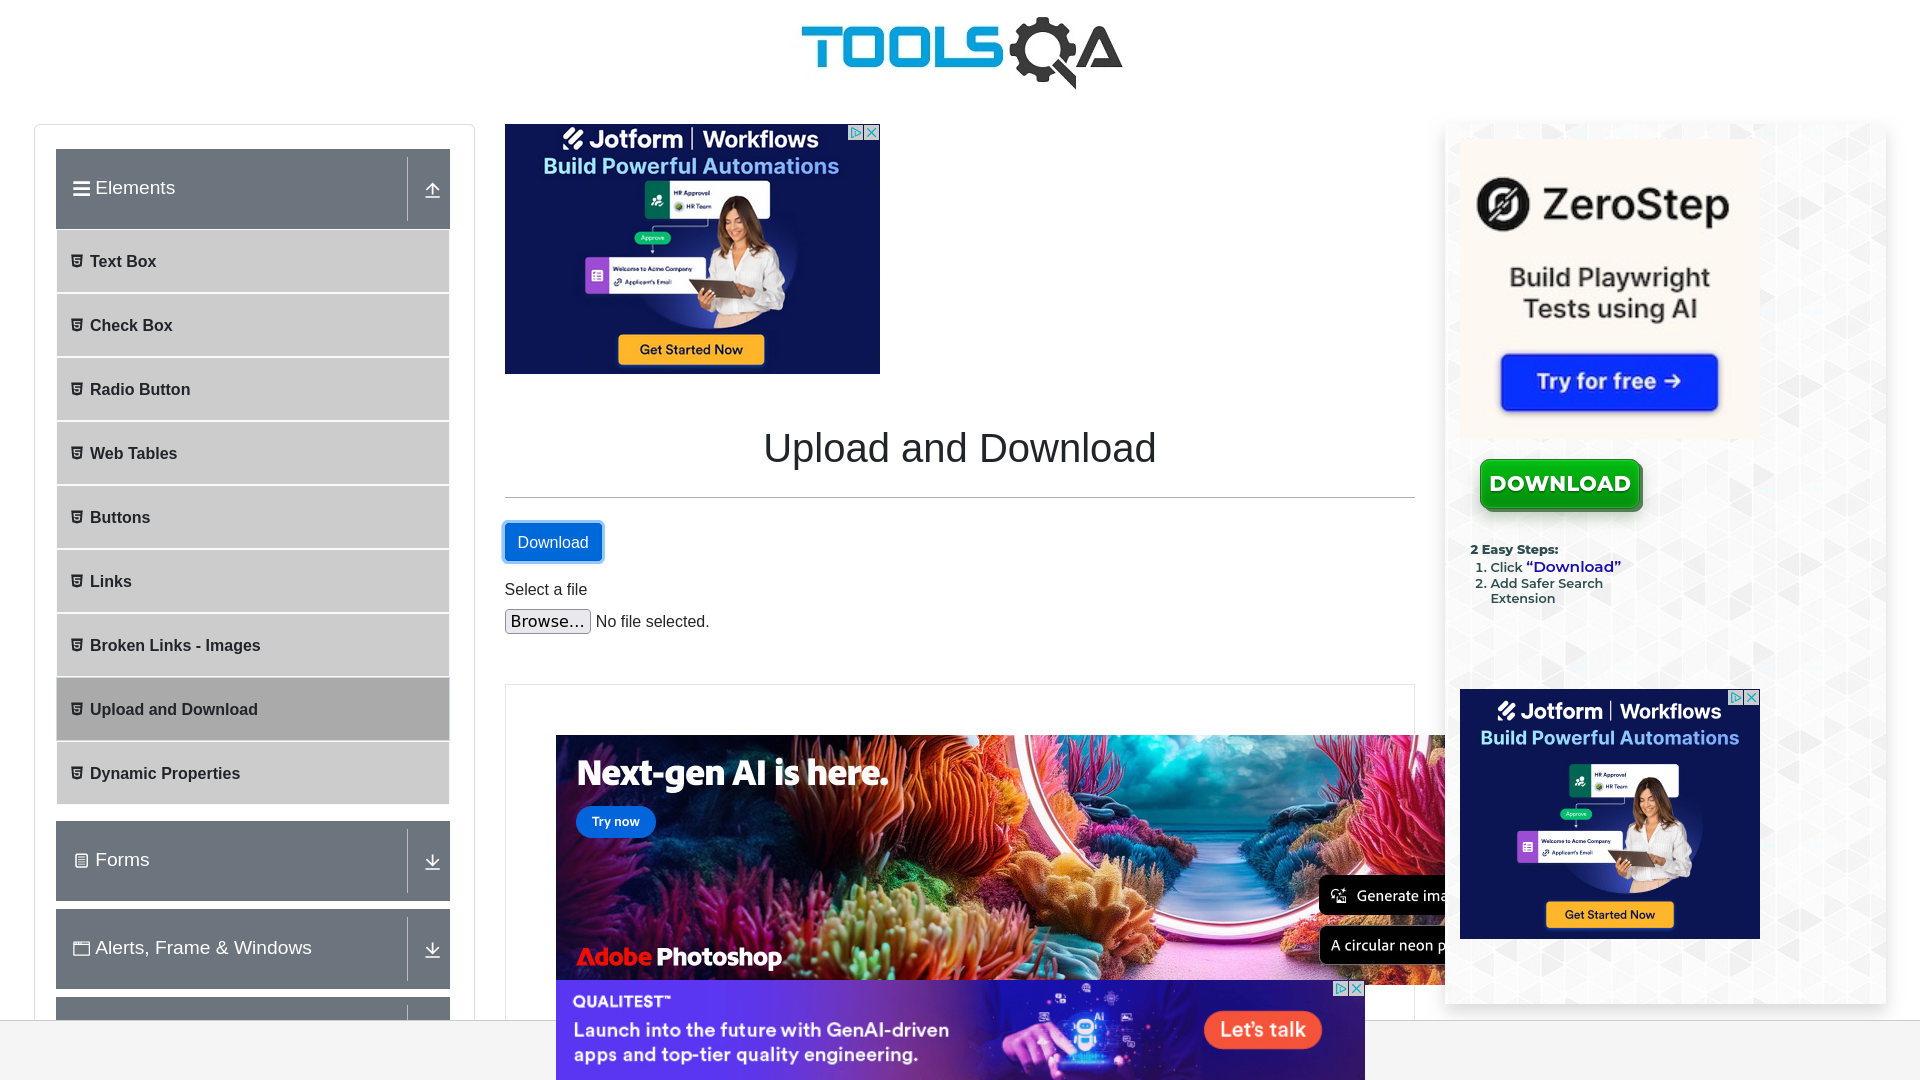 TOOLSQA
Elements
Text Box
Check Box
Radio Button
Web Tables
Buttons
Links
Broken Links - Images
Upload and Download
Dynamic Properties
Forms
Alerts, Frame & Windows
Jotform | Workflows
Build Powerful Automations
HR Approval
HR Team
Approve
Welcome to Acme Company
Applicant's Email
Get Started Now
Upload and Download
Download
Select a file
Browse… No file selected.
Next-gen AI is here.
Try now
Generate ima
A circular neon p
Adobe Photoshop
QUALITEST™
Launch into the future with GenAI-driven
apps and top-tier quality engineering.
AI
Let's talk
ZeroStep
Build Playwright
Tests using AI
Try for free →
DOWNLOAD
2 Easy Steps:
1. Click “Download”
2. Add Safer Search
Extension
Jotform | Workflows
Build Powerful Automations
HR Approval
HR Team
Approve
Welcome to Acme Company
Applicant's Email
Get Started Now